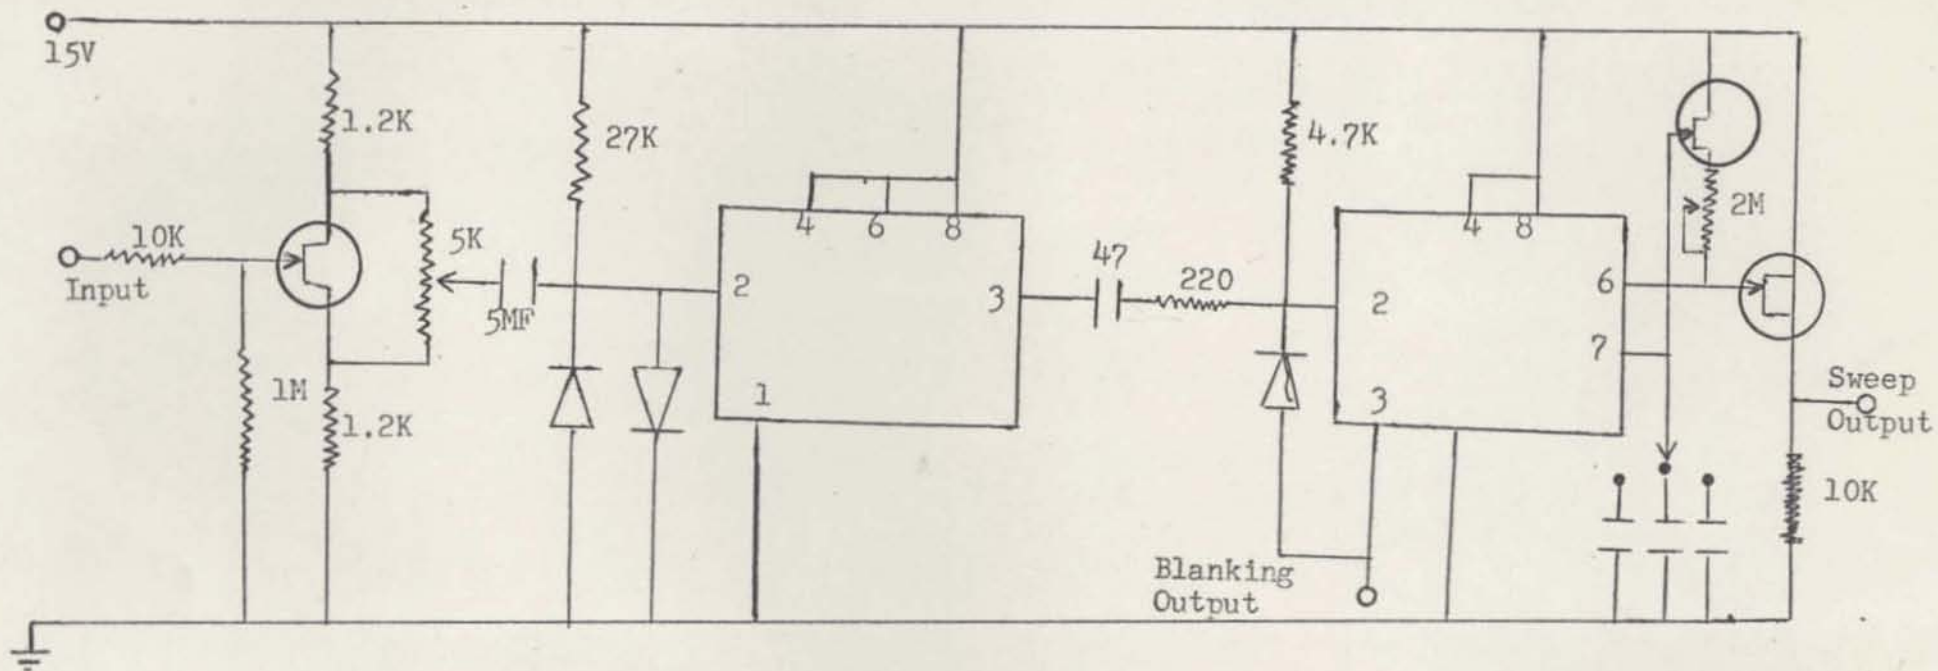 15V
1.2K
27K
4.7K
2M
10K
Input
5K
5MF
4 6 8
2
3
1
47
220
4 8
2
6
7
3
1M
1.2K
Sweep
Output
10K
Blanking
Output